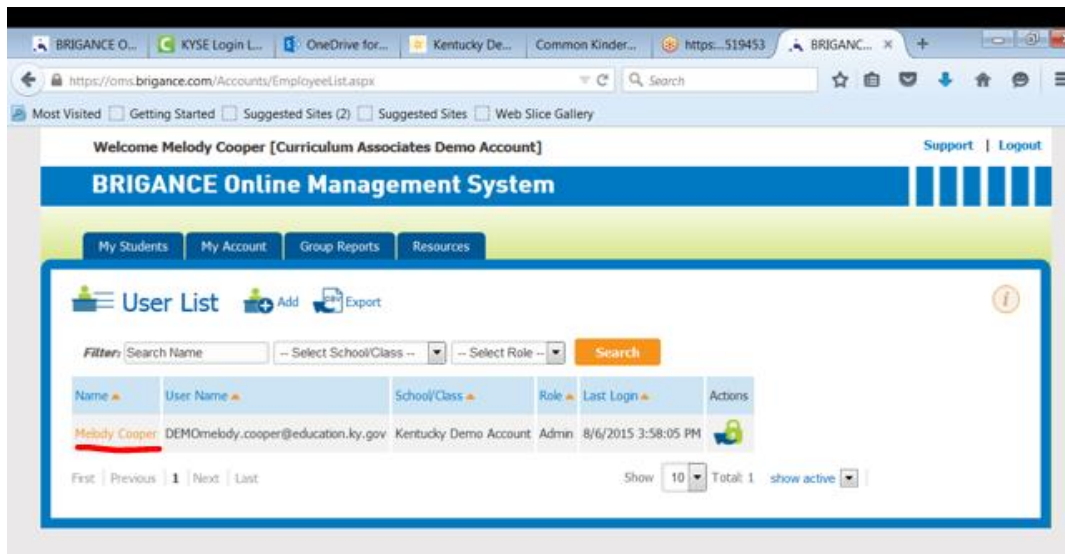 BRIGANCE O... KYSE Login L... OneDrive for... Kentucky De... Common Kinder... https:...519453 BRIGANC... × +
https://oms.brigance.com/Accounts/EmployeeList.aspx Search
Most Visited Getting Started Suggested Sites (2) Suggested Sites Web Slice Gallery
Welcome Melody Cooper [Curriculum Associates Demo Account] Support | Logout
BRIGANCE Online Management System
My Students My Account Group Reports Resources
User List Add CSV Export i
Filter: Search Name -- Select School/Class -- -- Select Role -- Search
Name User Name School/Class Role Last Login Actions
Melody Cooper DEMOmelody.cooper@education.ky.gov Kentucky Demo Account Admin 8/6/2015 3:58:05 PM
First | Previous | 1 | Next | Last Show 10 Total: 1 show active